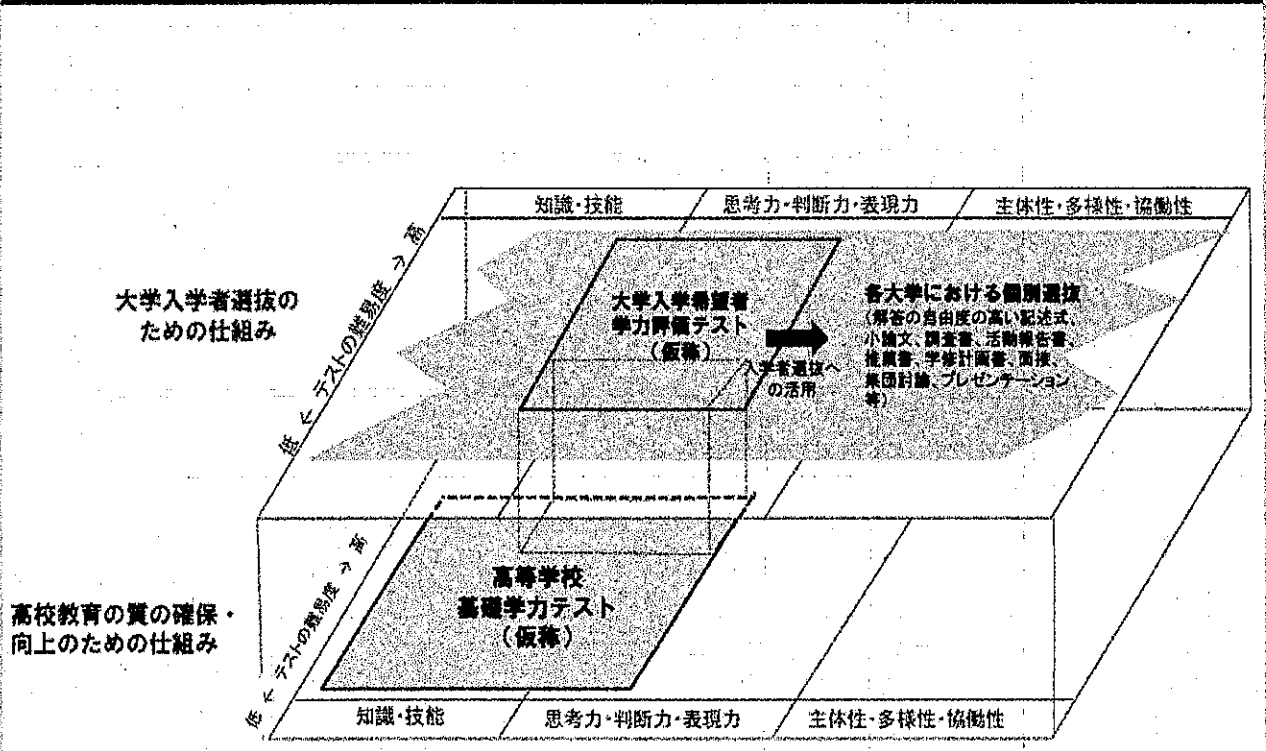 知識・技能
思考力・判断力・表現力
主体性・多様性・協働性
低 ← テストの難易度 → 高
大学入学者選抜の
ための仕組み
大学入学希望者
学力評価テスト
(仮称)
入学者選抜へ
の活用
各大学における個別選抜
(解答の自由度の高い記述式、
小論文、調査書、活動報告書、
推薦書、学修計画書、面接、
集団討論、プレゼンテーション
等)
低 ← テストの難易度 → 高
高校教育の質の確保・
向上のための仕組み
高等学校
基礎学力テスト
(仮称)
知識・技能
思考力・判断力・表現力
主体性・多様性・協働性